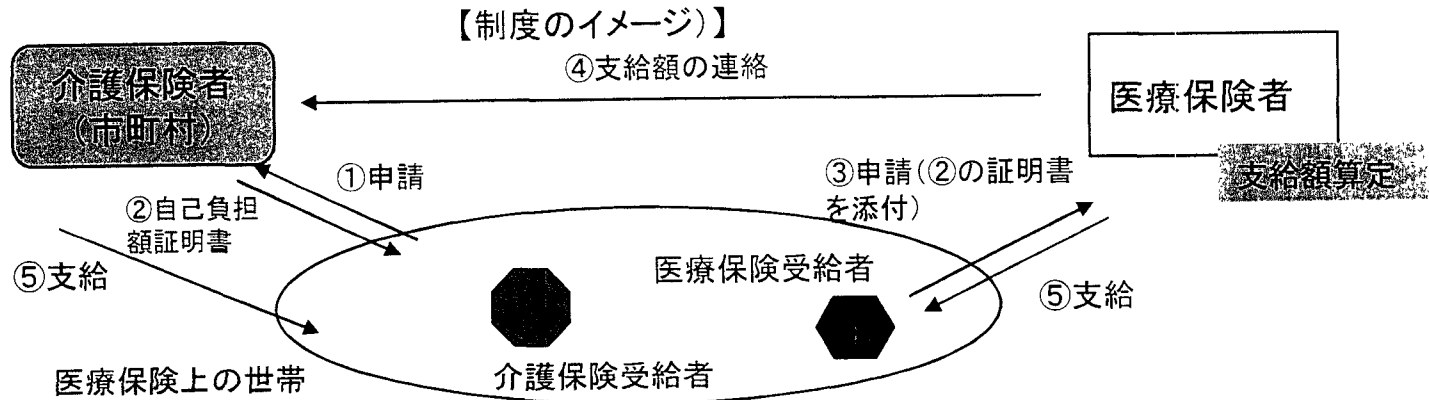 【制度のイメージ)】
介護保険者
(市町村)
④支給額の連絡
医療保険者
支給額算定
①申請
②自己負担
額証明書
③申請(②の証明書
を添付)
⑤支給
医療保険受給者
⑤支給
介護保険受給者
医療保険上の世帯